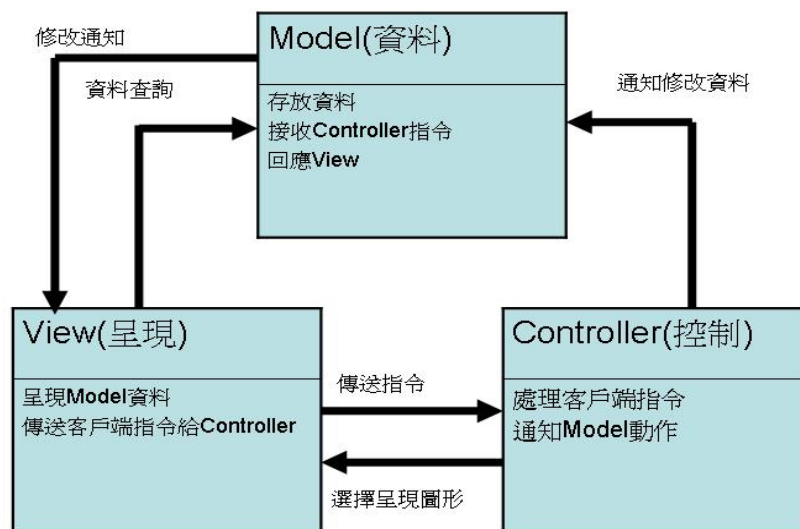 修改通知
資料查詢
Model(資料)
存放資料
接收Controller指令
回應View
通知修改資料
View(呈現)
呈現Model資料
傳送客戶端指令給Controller
傳送指令
選擇呈現圖形
Controller(控制)
處理客戶端指令
通知Model動作